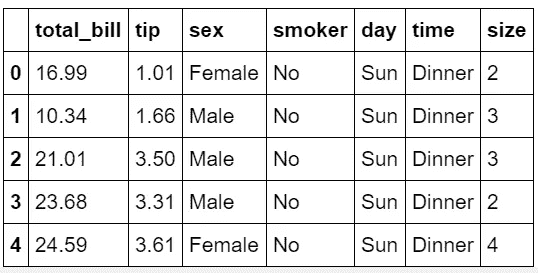 total_bill tip sex smoker day time size
0 16.99 1.01 Female No Sun Dinner 2
1 10.34 1.66 Male No Sun Dinner 3
2 21.01 3.50 Male No Sun Dinner 3
3 23.68 3.31 Male No Sun Dinner 2
4 24.59 3.61 Female No Sun Dinner 4